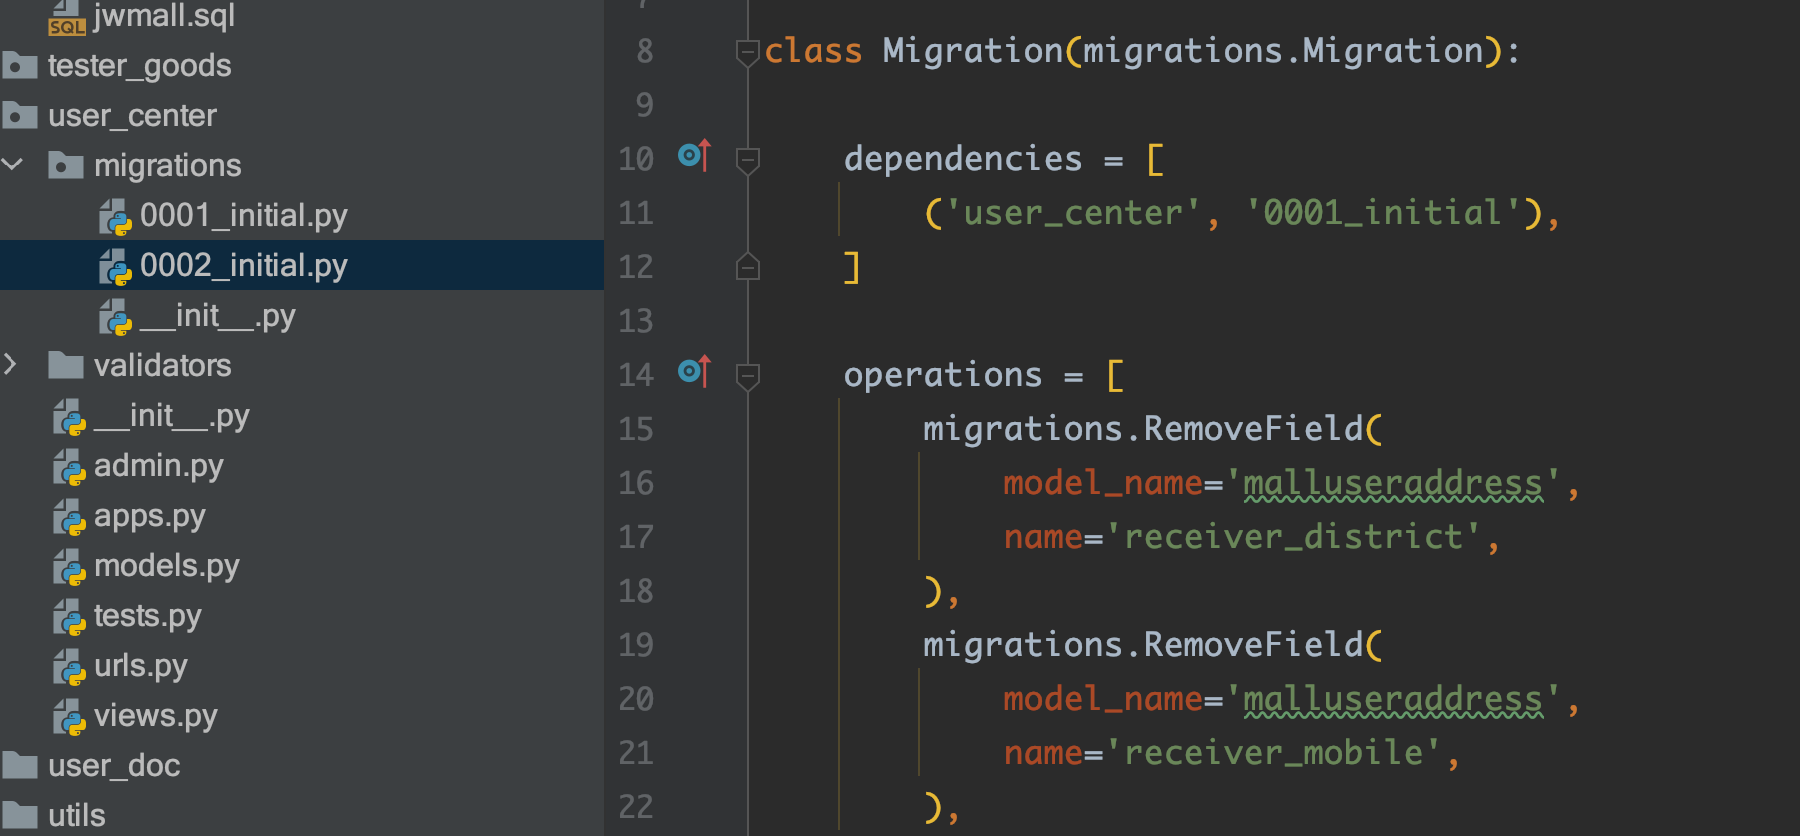 jwmall.sql
SQL
tester_goods
user_center
migrations
0001_initial.py
0002_initial.py
__init__.py
validators
__init__.py
admin.py
apps.py
models.py
tests.py
urls.py
views.py
user_doc
utils
8 class Migration(migrations.Migration):
9
10 dependencies = [
11 ('user_center', '0001_initial'),
12 ]
13
14 operations = [
15 migrations.RemoveField(
16 model_name='malluseraddress',
17 name='receiver_district',
18 ),
19 migrations.RemoveField(
20 model_name='malluseraddress',
21 name='receiver_mobile',
22 ),